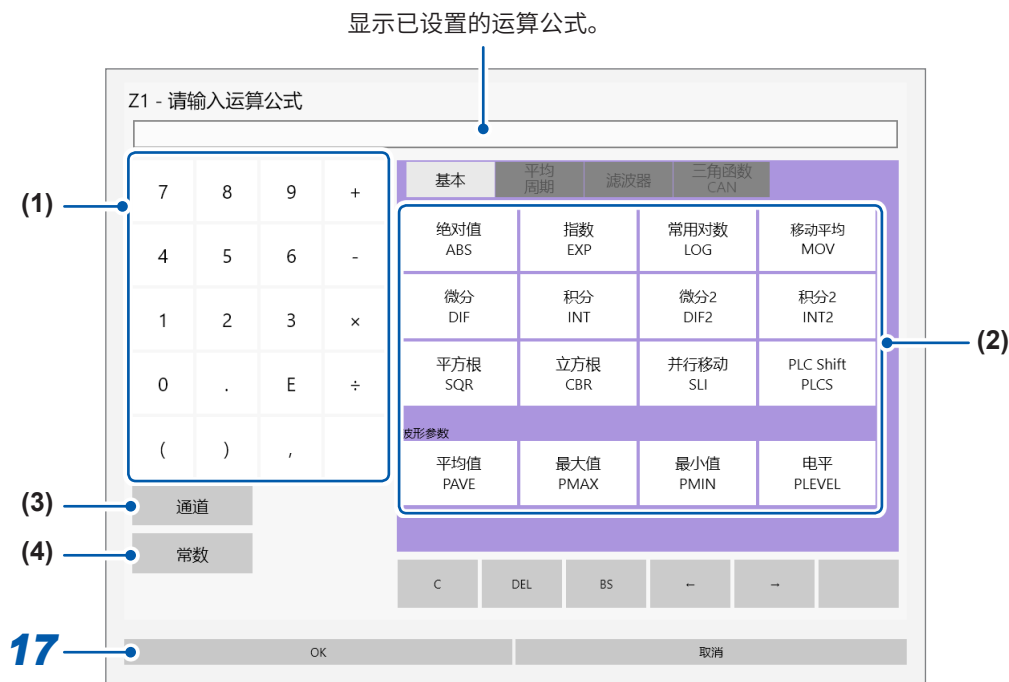 显示已设置的运算公式。
Z1 - 请输入运算公式
(1)
7 8 9 +
4 5 6 -
1 2 3 ×
0 . E ÷
( ) ,
基本 平均 周期 滤波器 三角函数 CAN
绝对值 指数 常用对数 移动平均
ABS EXP LOG MOV
微分 积分 微分2 积分2
DIF INT DIF2 INT2
(2)
平方根 立方根 并行移动 PLC Shift
SQR CBR SLI PLCS
波形参数
平均值 最大值 最小值 电平
PAVE PMAX PMIN PLEVEL
(3) 通道
(4) 常数
C DEL BS ← →
17 OK 取消